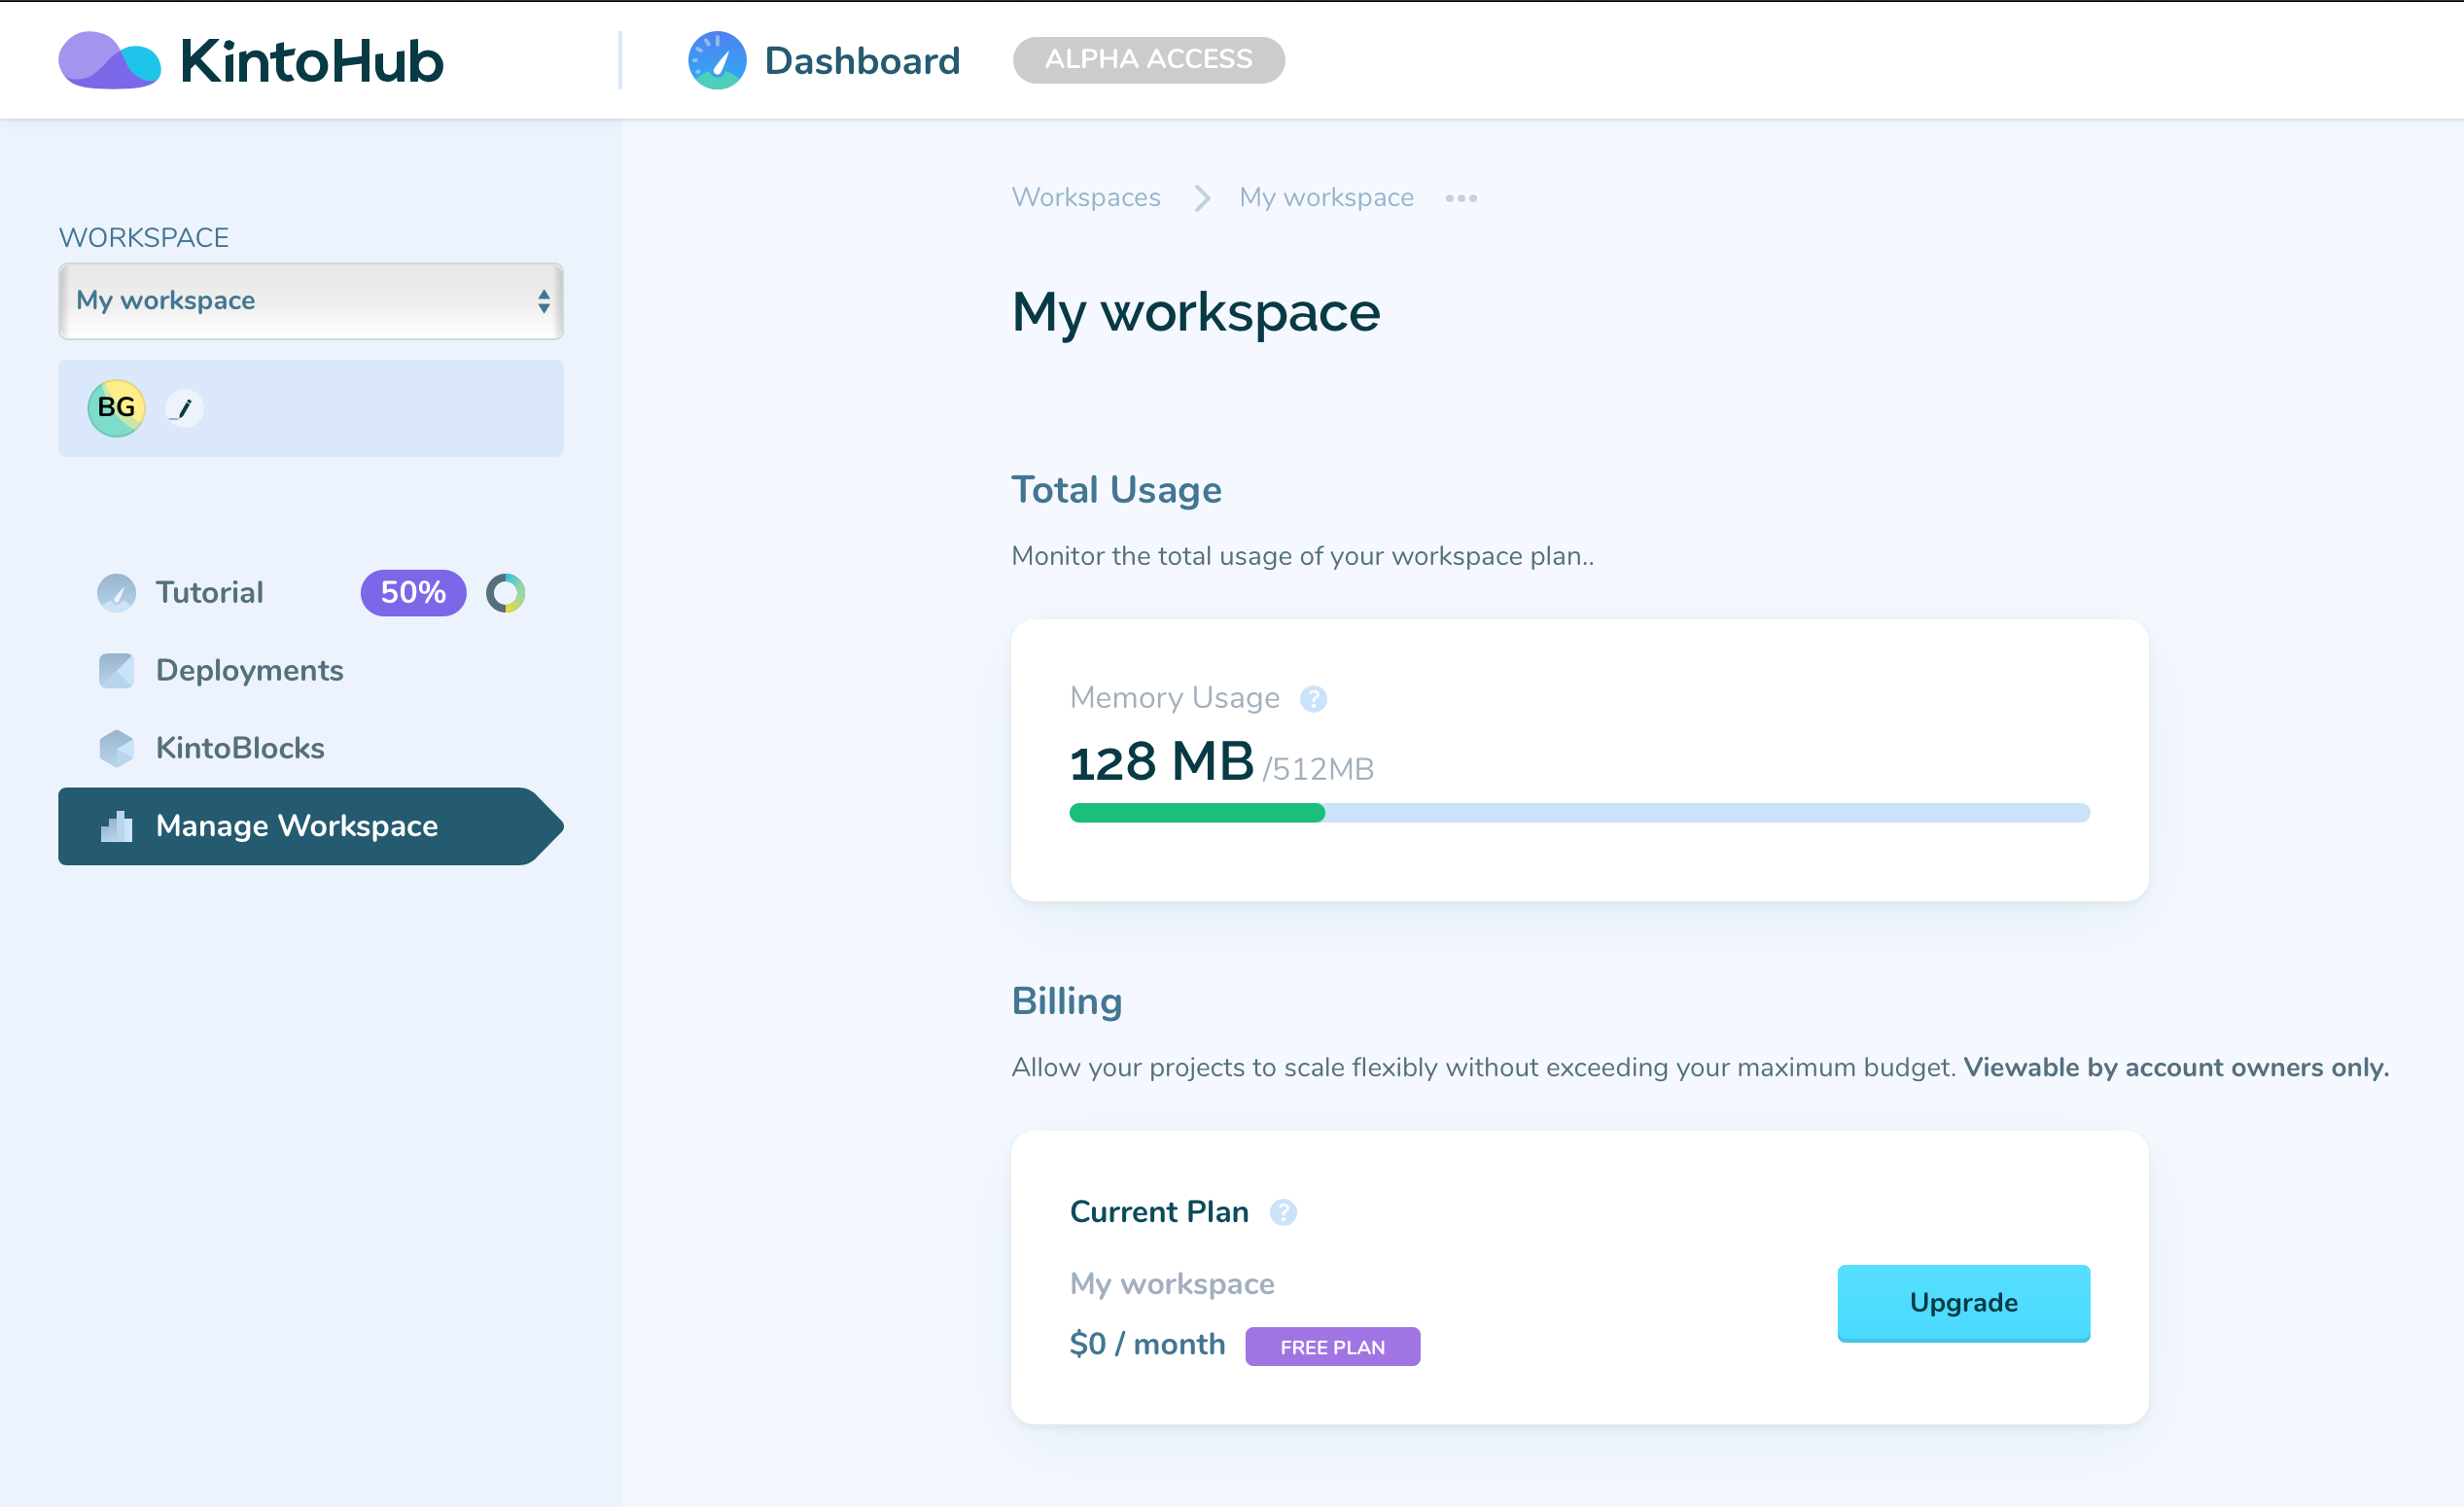 KintoHub
Dashboard
ALPHA ACCESS
WORKSPACE
My workspace
BG
Tutorial
50%
Deployments
KintoBlocks
Manage Workspace
Workspaces
My workspace
•••
My workspace
Total Usage
Monitor the total usage of your workspace plan..
Memory Usage ?
128 MB /512MB
Billing
Allow your projects to scale flexibly without exceeding your maximum budget. Viewable by account owners only.
Current Plan ?
My workspace
$0 / month FREE PLAN
Upgrade